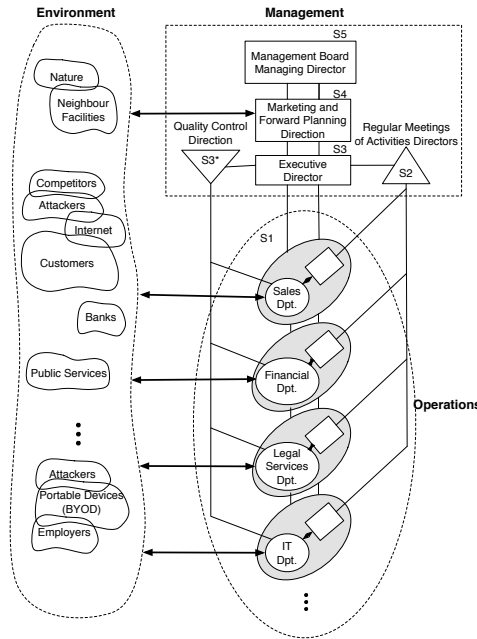 Environment
Management
S5
Management Board
Managing Director
S4
Marketing and
Forward Planning
Direction
Quality Control
Direction
S3*
S3
Executive
Director
Regular Meetings
of Activities Directors
S2
Nature
Neighbour
Facilities
Competitors
Attackers
Internet
Customers
Banks
Public Services
Attackers
Portable Devices
(BYOD)
Employers
S1
Sales
Dpt.
Financial
Dpt.
Legal
Services
Dpt.
IT
Dpt.
Operations